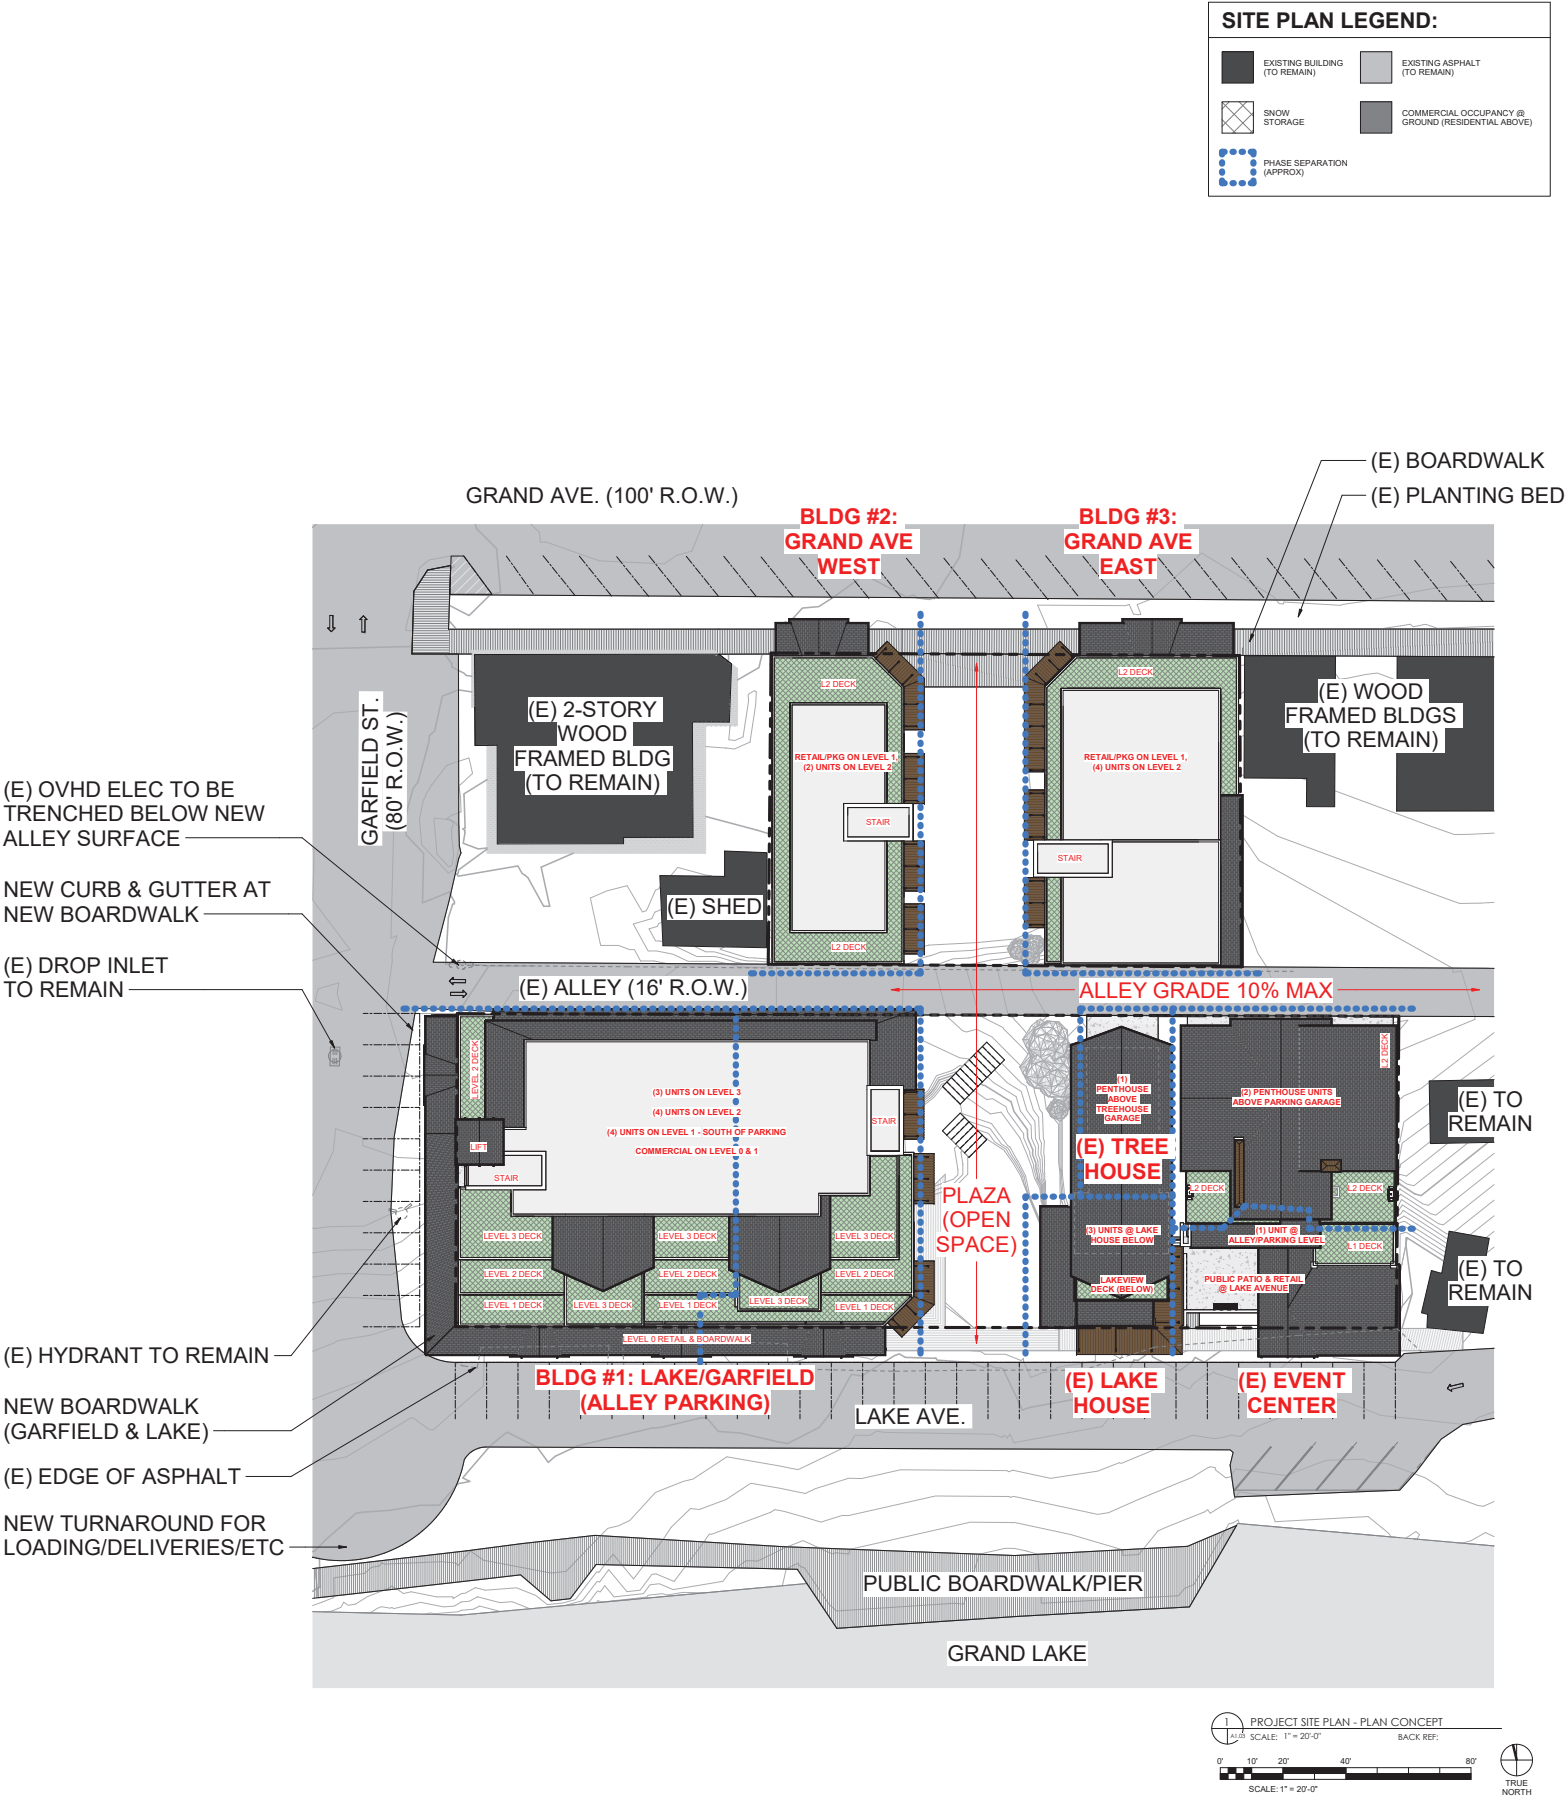 SITE PLAN LEGEND:
EXISTING BUILDING
(TO REMAIN)
EXISTING ASPHALT
(TO REMAIN)
SNOW
STORAGE
COMMERCIAL OCCUPANCY @
GROUND (RESIDENTIAL ABOVE)
PHASE SEPARATION
(APPROX)
(E) BOARDWALK
(E) PLANTING BED
GRAND AVE. (100' R.O.W.)
BLDG #2:
GRAND AVE
WEST
BLDG #3:
GRAND AVE
EAST
GARFIELD ST.
(80' R.O.W.)
(E) 2-STORY
WOOD
FRAMED BLDG
(TO REMAIN)
L2 DECK
RETAIL/PKG ON LEVEL 1,
(2) UNITS ON LEVEL 2
STAIR
L2 DECK
L2 DECK
RETAIL/PKG ON LEVEL 1,
(4) UNITS ON LEVEL 2
STAIR
(E) WOOD
FRAMED BLDGS
(TO REMAIN)
(E) SHED
(E) OVHD ELEC TO BE
TRENCHED BELOW NEW
ALLEY SURFACE
NEW CURB & GUTTER AT
NEW BOARDWALK
(E) DROP INLET
TO REMAIN
(E) ALLEY (16' R.O.W.)
ALLEY GRADE 10% MAX
LEVEL 2 DECK
(3) UNITS ON LEVEL 3
(4) UNITS ON LEVEL 2
(4) UNITS ON LEVEL 1 - SOUTH OF PARKING
COMMERCIAL ON LEVEL 0 & 1
LIFT
STAIR
STAIR
LEVEL 3 DECK
LEVEL 3 DECK
LEVEL 3 DECK
LEVEL 2 DECK
LEVEL 2 DECK
LEVEL 2 DECK
LEVEL 1 DECK
LEVEL 3 DECK
LEVEL 1 DECK
LEVEL 3 DECK
LEVEL 1 DECK
LEVEL 0 RETAIL & BOARDWALK
PLAZA
(OPEN
SPACE)
(1)
PENTHOUSE
ABOVE
TREEHOUSE
GARAGE
(E) TREE
HOUSE
(3) UNITS @ LAKE
HOUSE BELOW
LAKEVIEW
DECK (BELOW)
L2 DECK
(2) PENTHOUSE UNITS
ABOVE PARKING GARAGE
L2 DECK
L2 DECK
(1) UNIT @
ALLEY/PARKING LEVEL
L1 DECK
PUBLIC PATIO & RETAIL
@ LAKE AVENUE
(E) TO
REMAIN
(E) TO
REMAIN
(E) HYDRANT TO REMAIN
NEW BOARDWALK
(GARFIELD & LAKE)
(E) EDGE OF ASPHALT
NEW TURNAROUND FOR
LOADING/DELIVERIES/ETC
BLDG #1: LAKE/GARFIELD
(ALLEY PARKING)
(E) LAKE
HOUSE
(E) EVENT
CENTER
LAKE AVE.
PUBLIC BOARDWALK/PIER
GRAND LAKE
1
A1.03
PROJECT SITE PLAN - PLAN CONCEPT
SCALE: 1" = 20'-0"
BACK REF:
0' 10' 20' 40' 80'
SCALE: 1" = 20'-0"
TRUE
NORTH